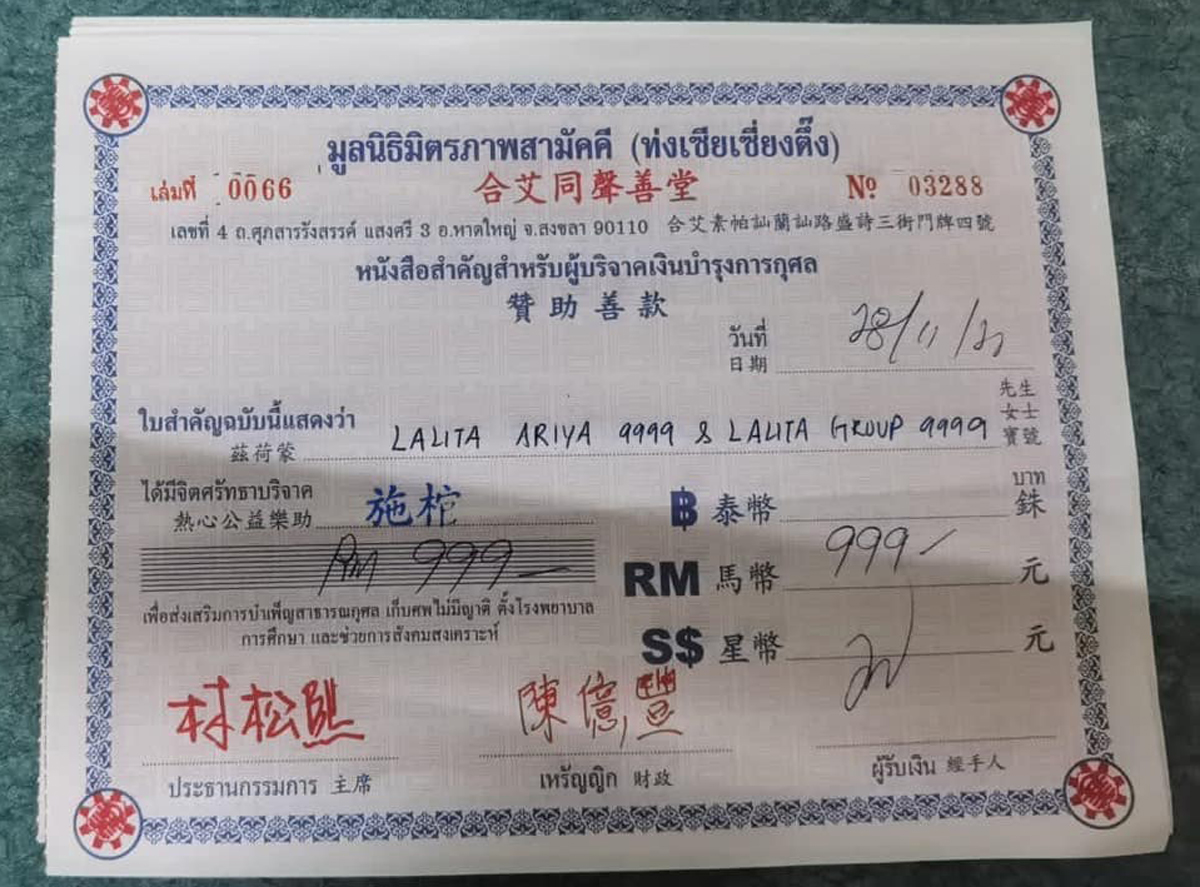 มูลนิธิมิตรภาพสามัคคี (ท่งเซียเซี่ยงตึ๊ง)
เล่มที่ 0066 合艾同聲善堂 Nº 03288
เลขที่ 4 ถ.ศุภสารรังสรรค์ แสงศรี 3 อ.หาดใหญ่ จ.สงขลา 90110 合艾素帕訕蘭訕路盛詩三街門牌四號
หนังสือสำคัญสำหรับผู้บริจาคเงินบำรุงการกุศล
贊助善款
วันที่ 28/11/20
日期
ใบสำคัญฉบับนี้แสดงว่า LALITA ARIYA 9999 & LALITA GROUP 9999 先生 女士 寶號
茲荷蒙
ได้มีจิตศรัทธาบริจาค
熱心公益樂助 施棺 ฿ 泰幣 บาท 銖
RM 999- RM 馬幣 999- 元
เพื่อส่งเสริมการบำเพ็ญสาธารณกุศล เก็บศพไม่มีญาติ ตั้งโรงพยาบาล
การศึกษา และช่วยการสังคมสงเคราะห์ S$ 星幣 元
陳億豐
ประธานกรรมการ 主席 เหรัญญิก 財政 ผู้รับเงิน 經手人